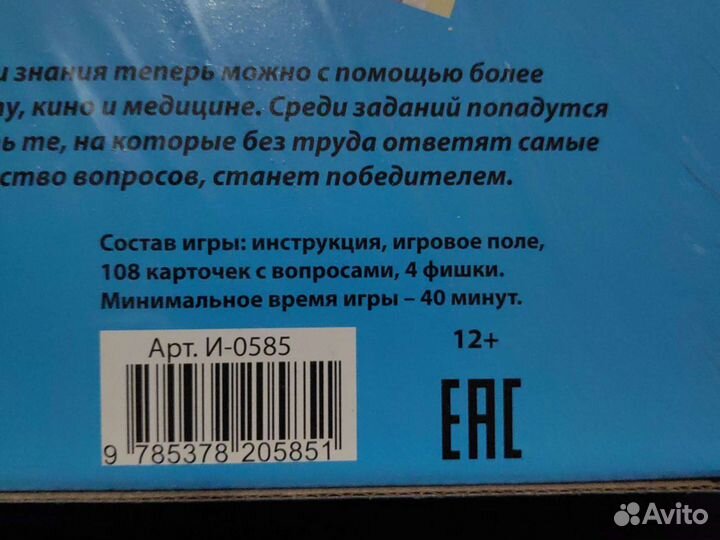 и знания теперь можно с помощью более
ту, кино и медицине. Среди заданий попадутся
ь те, на которые без труда ответят самые
ство вопросов, станет победителем.
Состав игры: инструкция, игровое поле,
108 карточек с вопросами, 4 фишки.
Минимальное время игры – 40 минут.
Арт. И-0585
12+
EAC
9 785378 205851
Avito